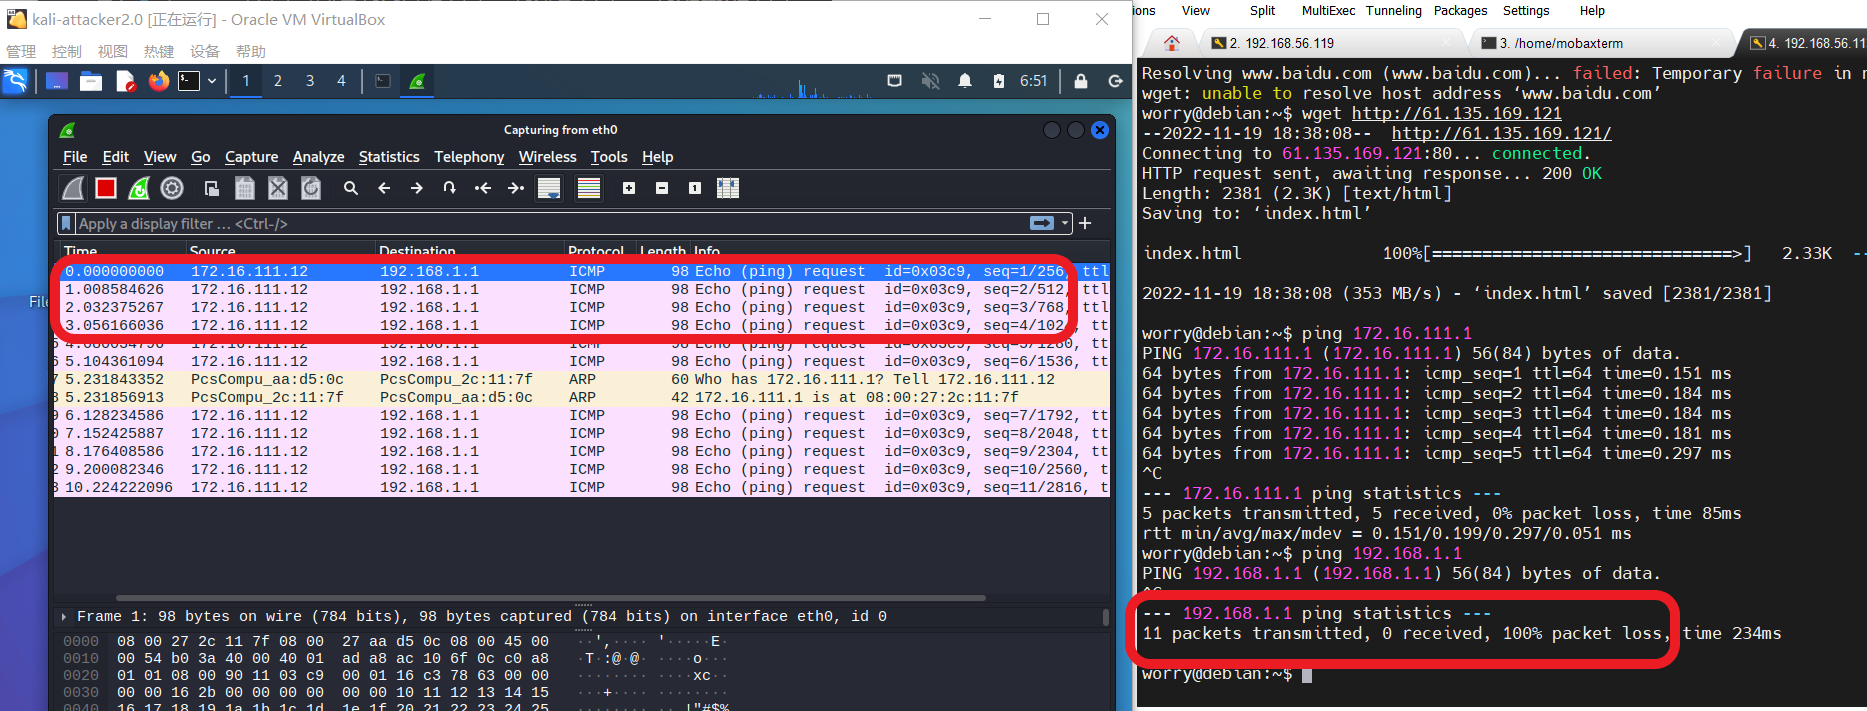 kali-attacker2.0 [正在运行] - Oracle VM VirtualBox
管理 控制 视图 热键 设备 帮助
1 2 3 4 6:51
Capturing from eth0
File Edit View Go Capture Analyze Statistics Telephony Wireless Tools Help
Apply a display filter ... <Ctrl-/>
Time Source Destination Protocol Length Info
0.000000000 172.16.111.12 192.168.1.1 ICMP 98 Echo (ping) request id=0x03c9, seq=1/256, ttl
1.008584626 172.16.111.12 192.168.1.1 ICMP 98 Echo (ping) request id=0x03c9, seq=2/512, ttl
2.032375267 172.16.111.12 192.168.1.1 ICMP 98 Echo (ping) request id=0x03c9, seq=3/768, ttl
3.056166036 172.16.111.12 192.168.1.1 ICMP 98 Echo (ping) request id=0x03c9, seq=4/102 tt
172.16.111.12 192.168.1.1 ICMP 98 Echo (ping) request id=0x03c9, seq=5/1280, tt
5.104361094 172.16.111.12 192.168.1.1 ICMP 98 Echo (ping) request id=0x03c9, seq=6/1536, tt
5.231843352 PcsCompu_aa:d5:0c PcsCompu_2c:11:7f ARP 60 Who has 172.16.111.1? Tell 172.16.111.12
5.231856913 PcsCompu_2c:11:7f PcsCompu_aa:d5:0c ARP 42 172.16.111.1 is at 08:00:27:2c:11:7f
6.128234586 172.16.111.12 192.168.1.1 ICMP 98 Echo (ping) request id=0x03c9, seq=7/1792, tt
7.152425887 172.16.111.12 192.168.1.1 ICMP 98 Echo (ping) request id=0x03c9, seq=8/2048, tt
8.176408586 172.16.111.12 192.168.1.1 ICMP 98 Echo (ping) request id=0x03c9, seq=9/2304, tt
9.200082346 172.16.111.12 192.168.1.1 ICMP 98 Echo (ping) request id=0x03c9, seq=10/2560, t
10.224222096 172.16.111.12 192.168.1.1 ICMP 98 Echo (ping) request id=0x03c9, seq=11/2816, t
Frame 1: 98 bytes on wire (784 bits), 98 bytes captured (784 bits) on interface eth0, id 0
0000 08 00 27 2c 11 7f 08 00 27 aa d5 0c 08 00 45 00 ··',···· '·····E·
0010 00 54 b0 3a 40 00 40 01 ad a8 ac 10 6f 0c c0 a8 ·T·:@·@· ····o···
0020 01 01 08 00 90 11 03 c9 00 01 16 c3 78 63 00 00 ········ ····xc··
0030 00 00 16 2b 00 00 00 00 00 00 10 11 12 13 14 15 ···+···· ········
0040 16 17 18 19 1a 1b 1c 1d 1e 1f 20 21 22 23 24 25 ········ ·· !"#$%
ions View Split MultiExec Tunneling Packages Settings Help
2. 192.168.56.119 3. /home/mobaxterm 4. 192.168.56.11
Resolving www.baidu.com (www.baidu.com)... failed: Temporary failure in n
wget: unable to resolve host address ‘www.baidu.com’
worry@debian:~$ wget http://61.135.169.121
--2022-11-19 18:38:08-- http://61.135.169.121/
Connecting to 61.135.169.121:80... connected.
HTTP request sent, awaiting response... 200 OK
Length: 2381 (2.3K) [text/html]
Saving to: ‘index.html’
index.html 100%[==============================>] 2.33K --
2022-11-19 18:38:08 (353 MB/s) - ‘index.html’ saved [2381/2381]
worry@debian:~$ ping 172.16.111.1
PING 172.16.111.1 (172.16.111.1) 56(84) bytes of data.
64 bytes from 172.16.111.1: icmp_seq=1 ttl=64 time=0.151 ms
64 bytes from 172.16.111.1: icmp_seq=2 ttl=64 time=0.184 ms
64 bytes from 172.16.111.1: icmp_seq=3 ttl=64 time=0.184 ms
64 bytes from 172.16.111.1: icmp_seq=4 ttl=64 time=0.181 ms
64 bytes from 172.16.111.1: icmp_seq=5 ttl=64 time=0.297 ms
^C
--- 172.16.111.1 ping statistics ---
5 packets transmitted, 5 received, 0% packet loss, time 85ms
rtt min/avg/max/mdev = 0.151/0.199/0.297/0.051 ms
worry@debian:~$ ping 192.168.1.1
PING 192.168.1.1 (192.168.1.1) 56(84) bytes of data.
--- 192.168.1.1 ping statistics ---
11 packets transmitted, 0 received, 100% packet loss, time 234ms
worry@debian:~$